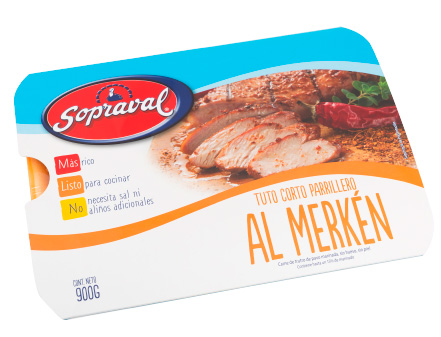 Sopraval
Más rico
Listo para cocinar
No necesita sal ni
aliños adicionales
TUTO CORTO PARRILLERO
AL MERKÉN
CONT. NETO
900G